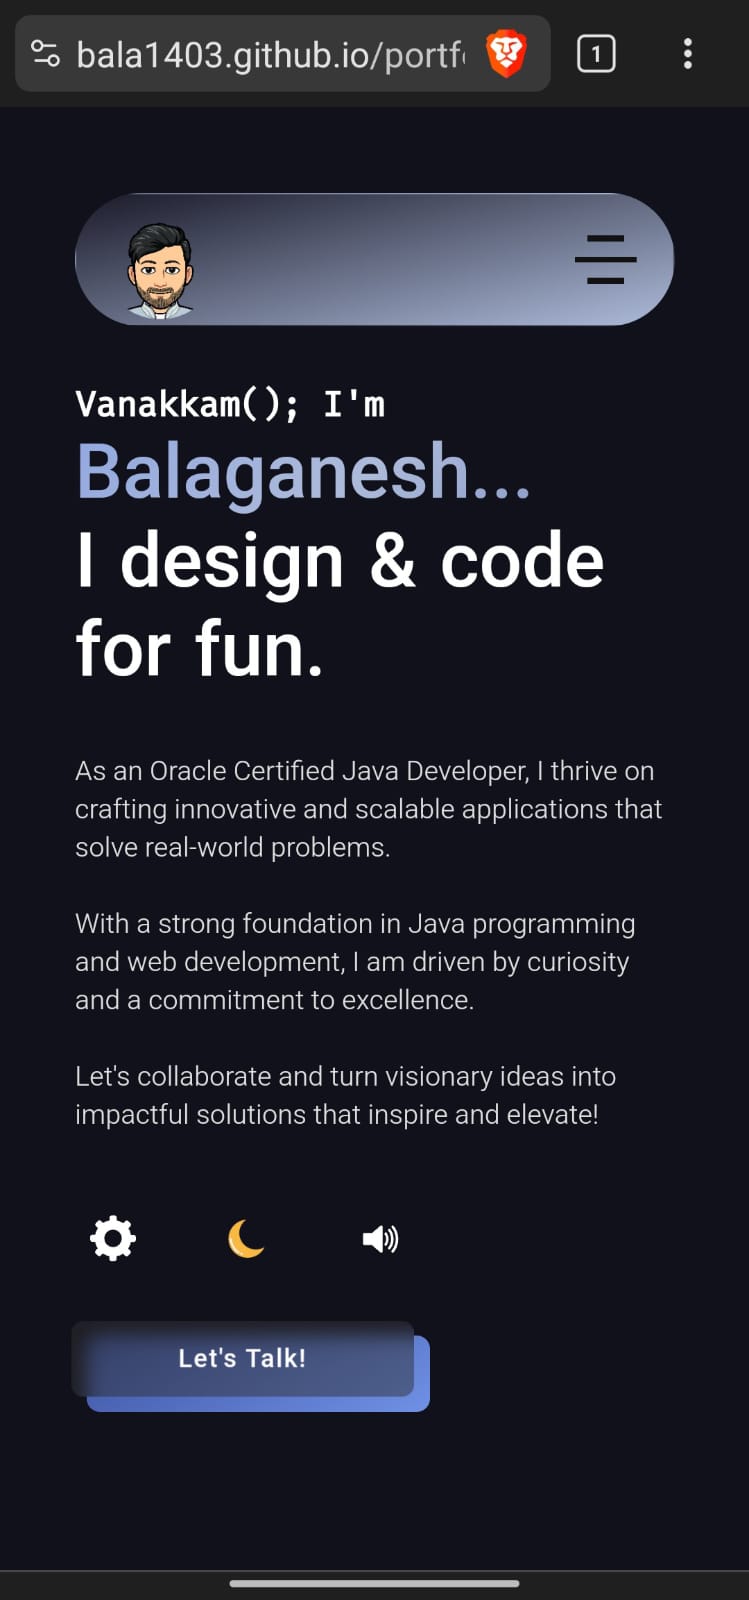 bala1403.github.io/portf
1
Vanakkam(); I'm
Balaganesh...
I design & code
for fun.
As an Oracle Certified Java Developer, I thrive on
crafting innovative and scalable applications that
solve real-world problems.
With a strong foundation in Java programming
and web development, I am driven by curiosity
and a commitment to excellence.
Let's collaborate and turn visionary ideas into
impactful solutions that inspire and elevate!
Let's Talk!